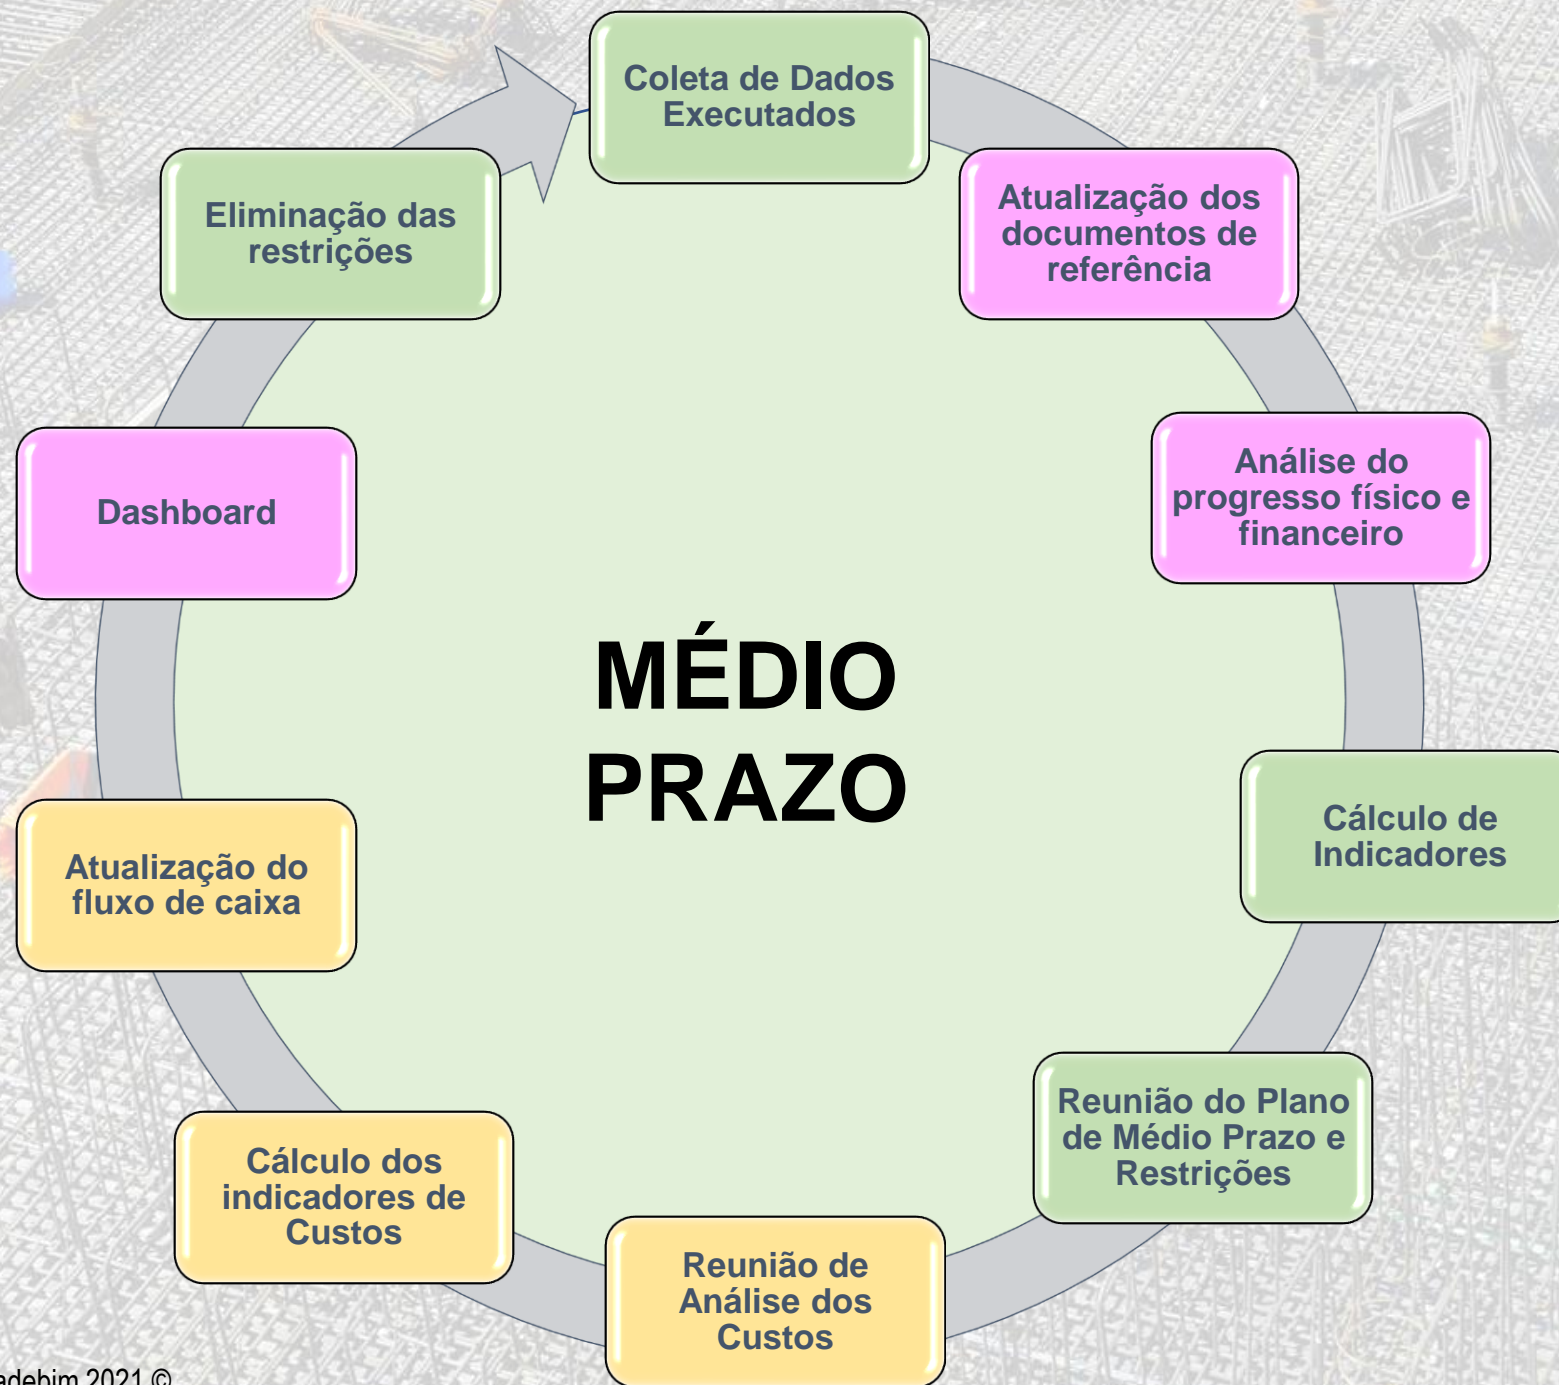 Coleta de Dados
Executados
Atualização dos
documentos de
referência
Análise do
progresso físico e
financeiro
Cálculo de
Indicadores
Reunião do Plano
de Médio Prazo e
Restrições
Reunião de
Análise dos
Custos
Cálculo dos
indicadores de
Custos
Atualização do
fluxo de caixa
Dashboard
Eliminação das
restrições
MÉDIO
PRAZO
2021 ©